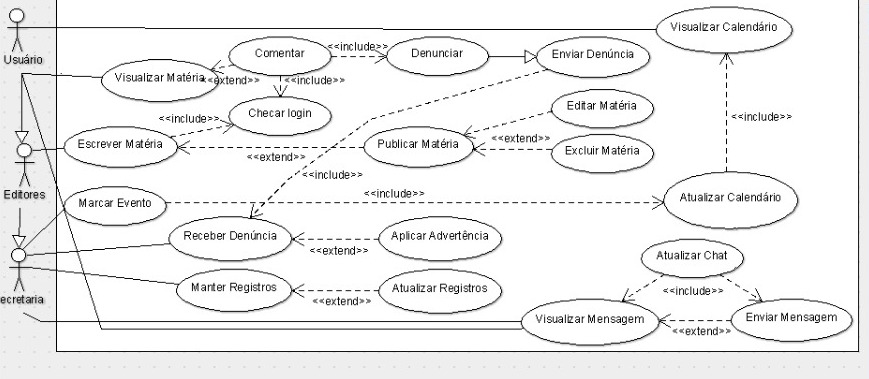 Visualizar Calendário
Usuário
Comentar
<<include>>
Denunciar
Enviar Denúncia
Visualizar Matéria
<<extend>>
<<include>>
Checar login
<<include>>
Editar Matéria
<<include>>
Escrever Matéria
<<extend>>
Publicar Matéria
<<extend>>
Excluir Matéria
<<include>>
Editores
Marcar Evento
<<include>>
Atualizar Calendário
Receber Denúncia
<<extend>>
Aplicar Advertência
Atualizar Chat
ecretaria
Manter Registros
<<extend>>
Atualizar Registros
<<include>>
Visualizar Mensagem
<<extend>>
Enviar Mensagem